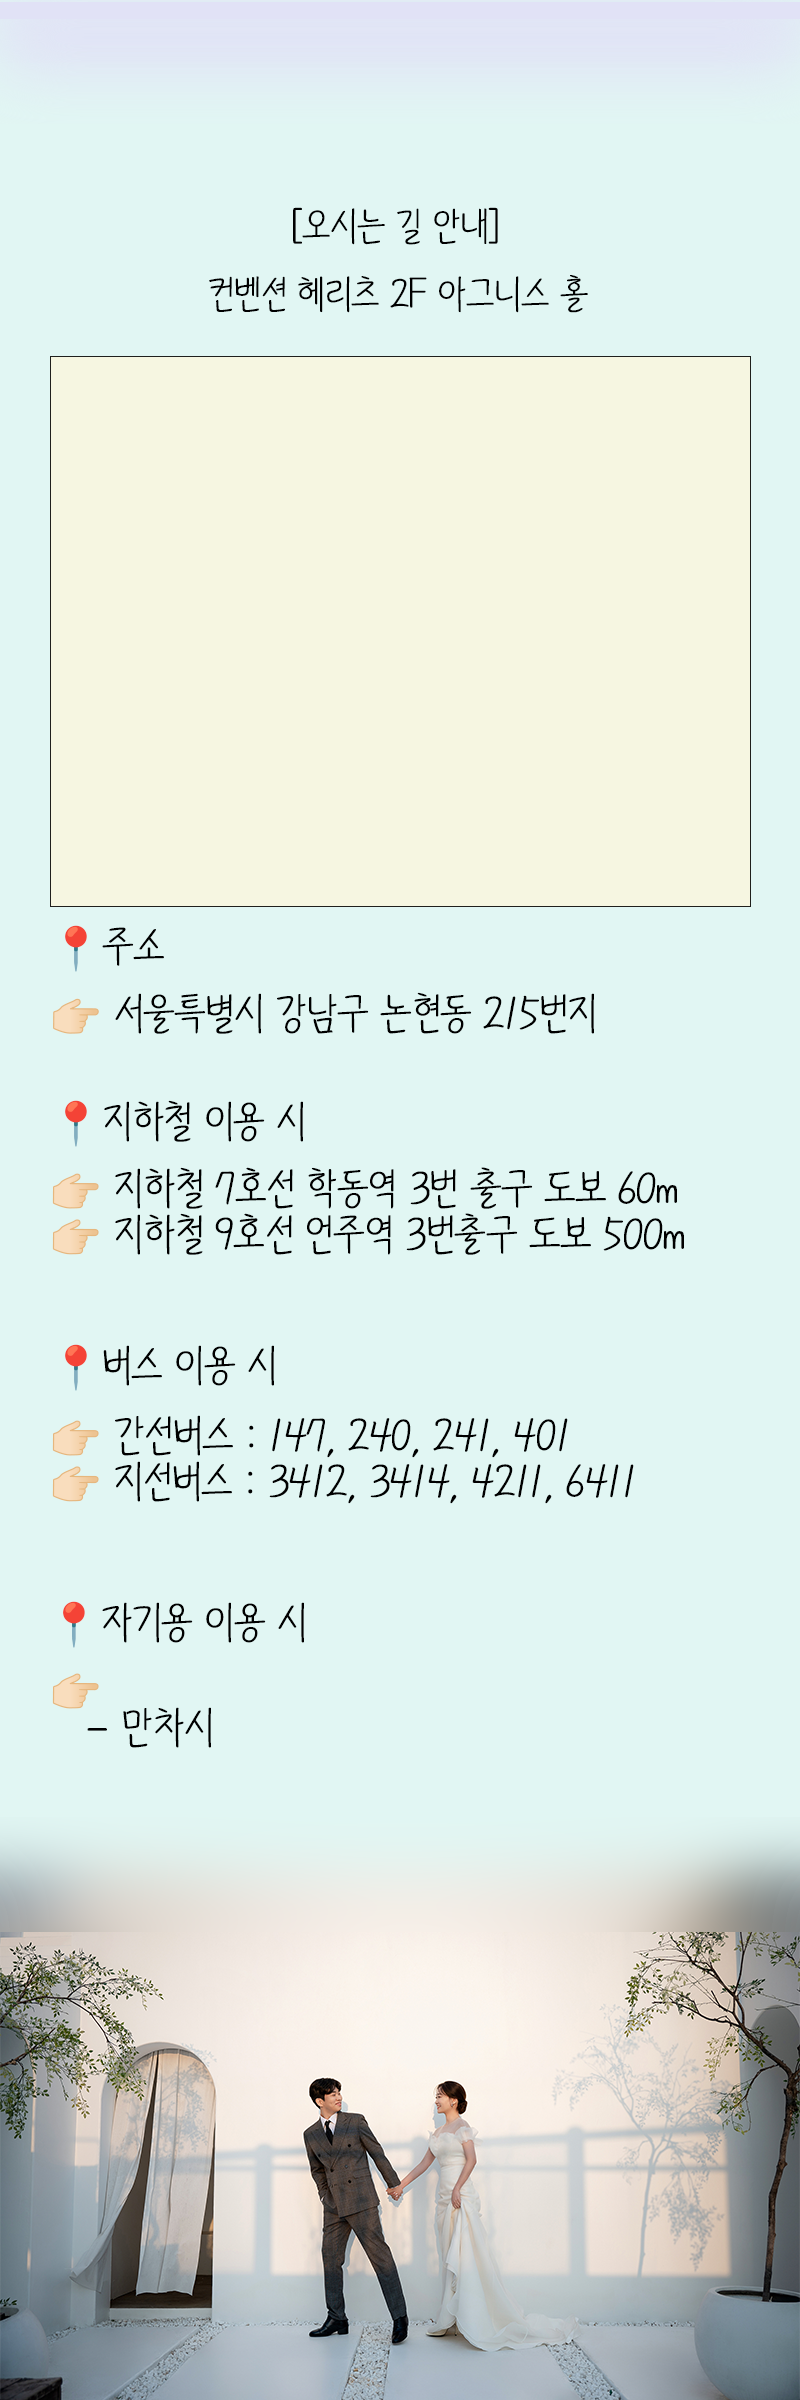 [오시는 길 안내]
컨벤션 헤리츠 2F 아그니스 홀
📍주소
👉🏻 서울특별시 강남구 논현동 215번지
📍지하철 이용 시
👉🏻 지하철 7호선 학동역 3번 출구 도보 60m
👉🏻 지하철 9호선 언주역 3번출구 도보 500m
📍버스 이용 시
👉🏻 간선버스 : 147, 240, 241, 401
👉🏻 지선버스 : 3412, 3414, 4211, 6411
📍자기용 이용 시
👉🏻
- 만차시